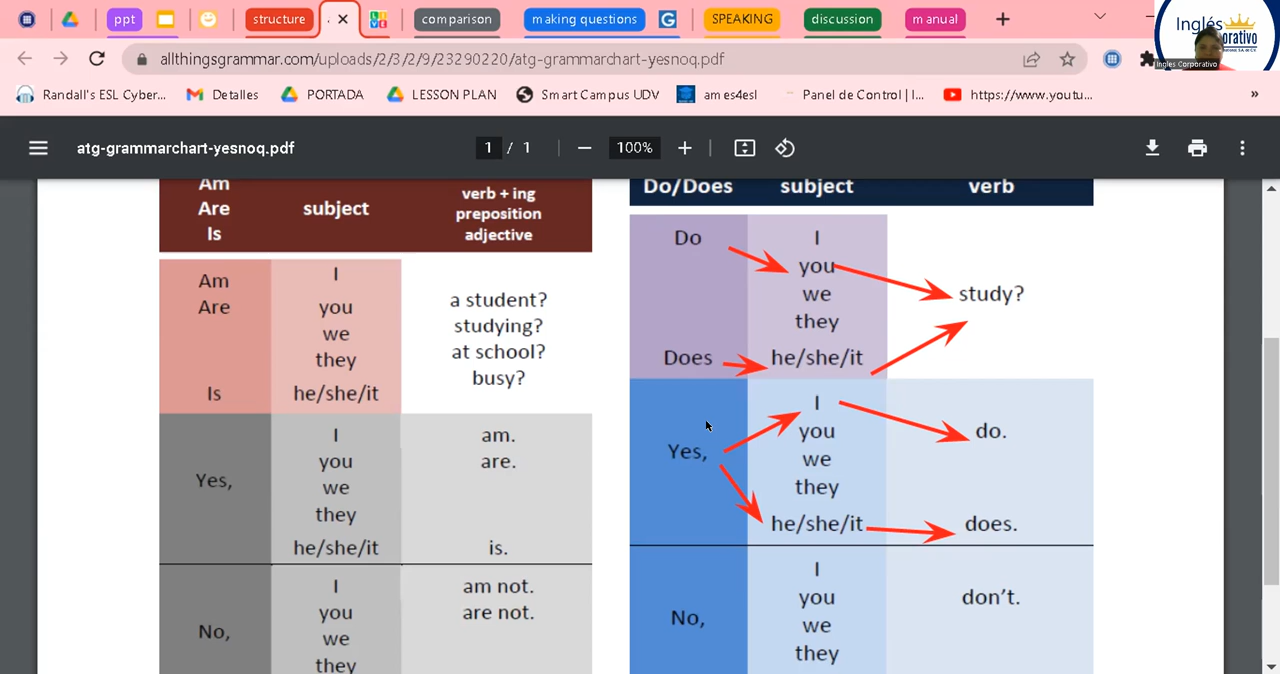 ppt
structure
comparison
making questions
SPEAKING
discussion
manual
Inglés
Corporativo
Ingles Corporativo
allthingsgrammar.com/uploads/2/3/2/9/23290220/atg-grammarchart-yesnoq.pdf
Randall's ESL Cyber...
Detalles
PORTADA
LESSON PLAN
Smart Campus UDV
am es4esl
Panel de Control | I...
https://www.youtu...
»
atg-grammarchart-yesnoq.pdf
1 / 1
100%
Am
Are
Is
subject
verb + ing
preposition
adjective
Am
Are
Is
I
you
we
they
he/she/it
a student?
studying?
at school?
busy?
Yes,
I
you
we
they
he/she/it
am.
are.
is.
No,
I
you
we
they
am not.
are not.
Do/Does
subject
verb
Do
Does
I
you
we
they
he/she/it
study?
Yes,
I
you
we
they
he/she/it
do.
does.
No,
I
you
we
they
don't.